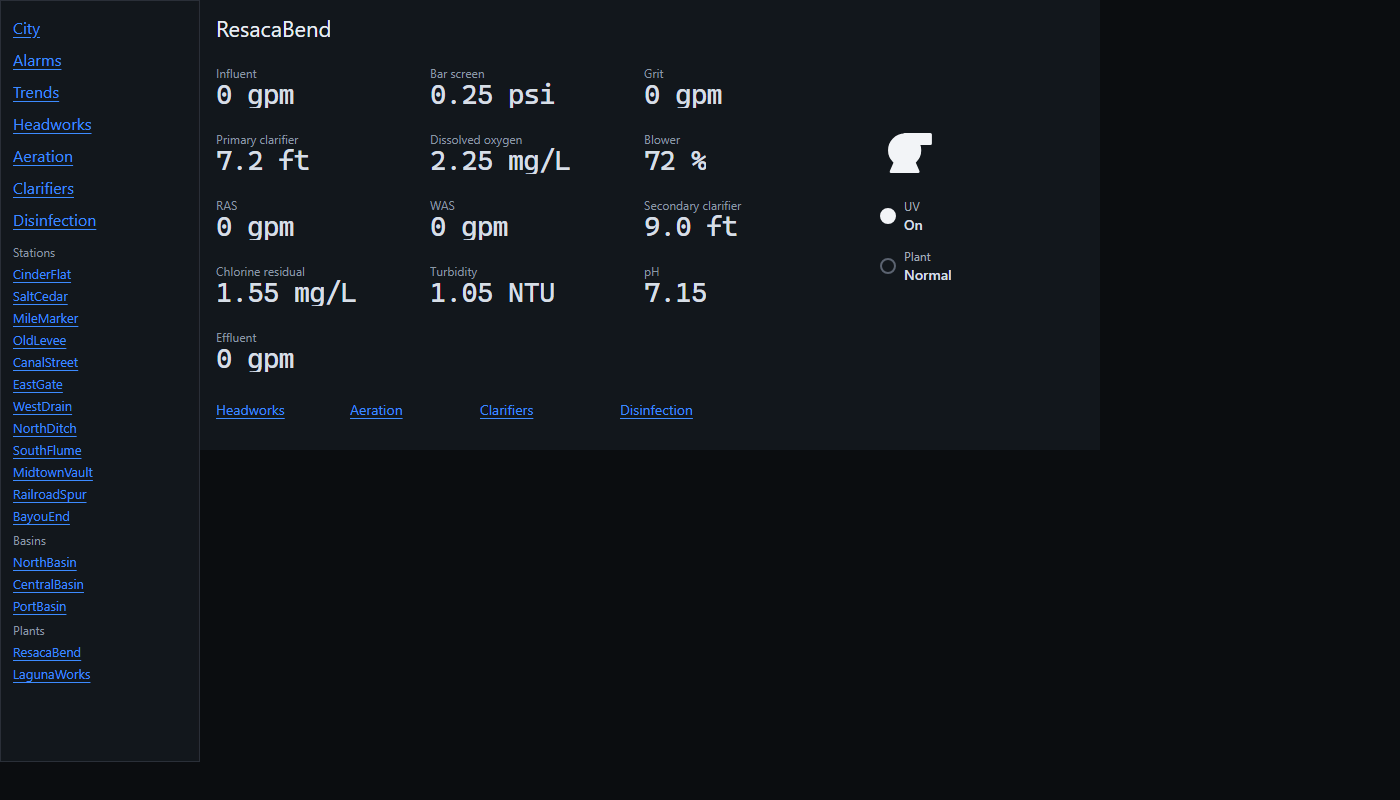 City
Alarms
Trends
Headworks
Aeration
Clarifiers
Disinfection
Stations
CinderFlat
SaltCedar
MileMarker
OldLevee
CanalStreet
EastGate
WestDrain
NorthDitch
SouthFlume
MidtownVault
RailroadSpur
BayouEnd
Basins
NorthBasin
CentralBasin
PortBasin
Plants
ResacaBend
LagunaWorks
ResacaBend
Influent
0 gpm
Bar screen
0.25 psi
Grit
0 gpm
Primary clarifier
7.2 ft
Dissolved oxygen
2.25 mg/L
Blower
72 %
RAS
0 gpm
WAS
0 gpm
Secondary clarifier
9.0 ft
Chlorine residual
1.55 mg/L
Turbidity
1.05 NTU
pH
7.15
Effluent
0 gpm
UV
On
Plant
Normal
Headworks
Aeration
Clarifiers
Disinfection